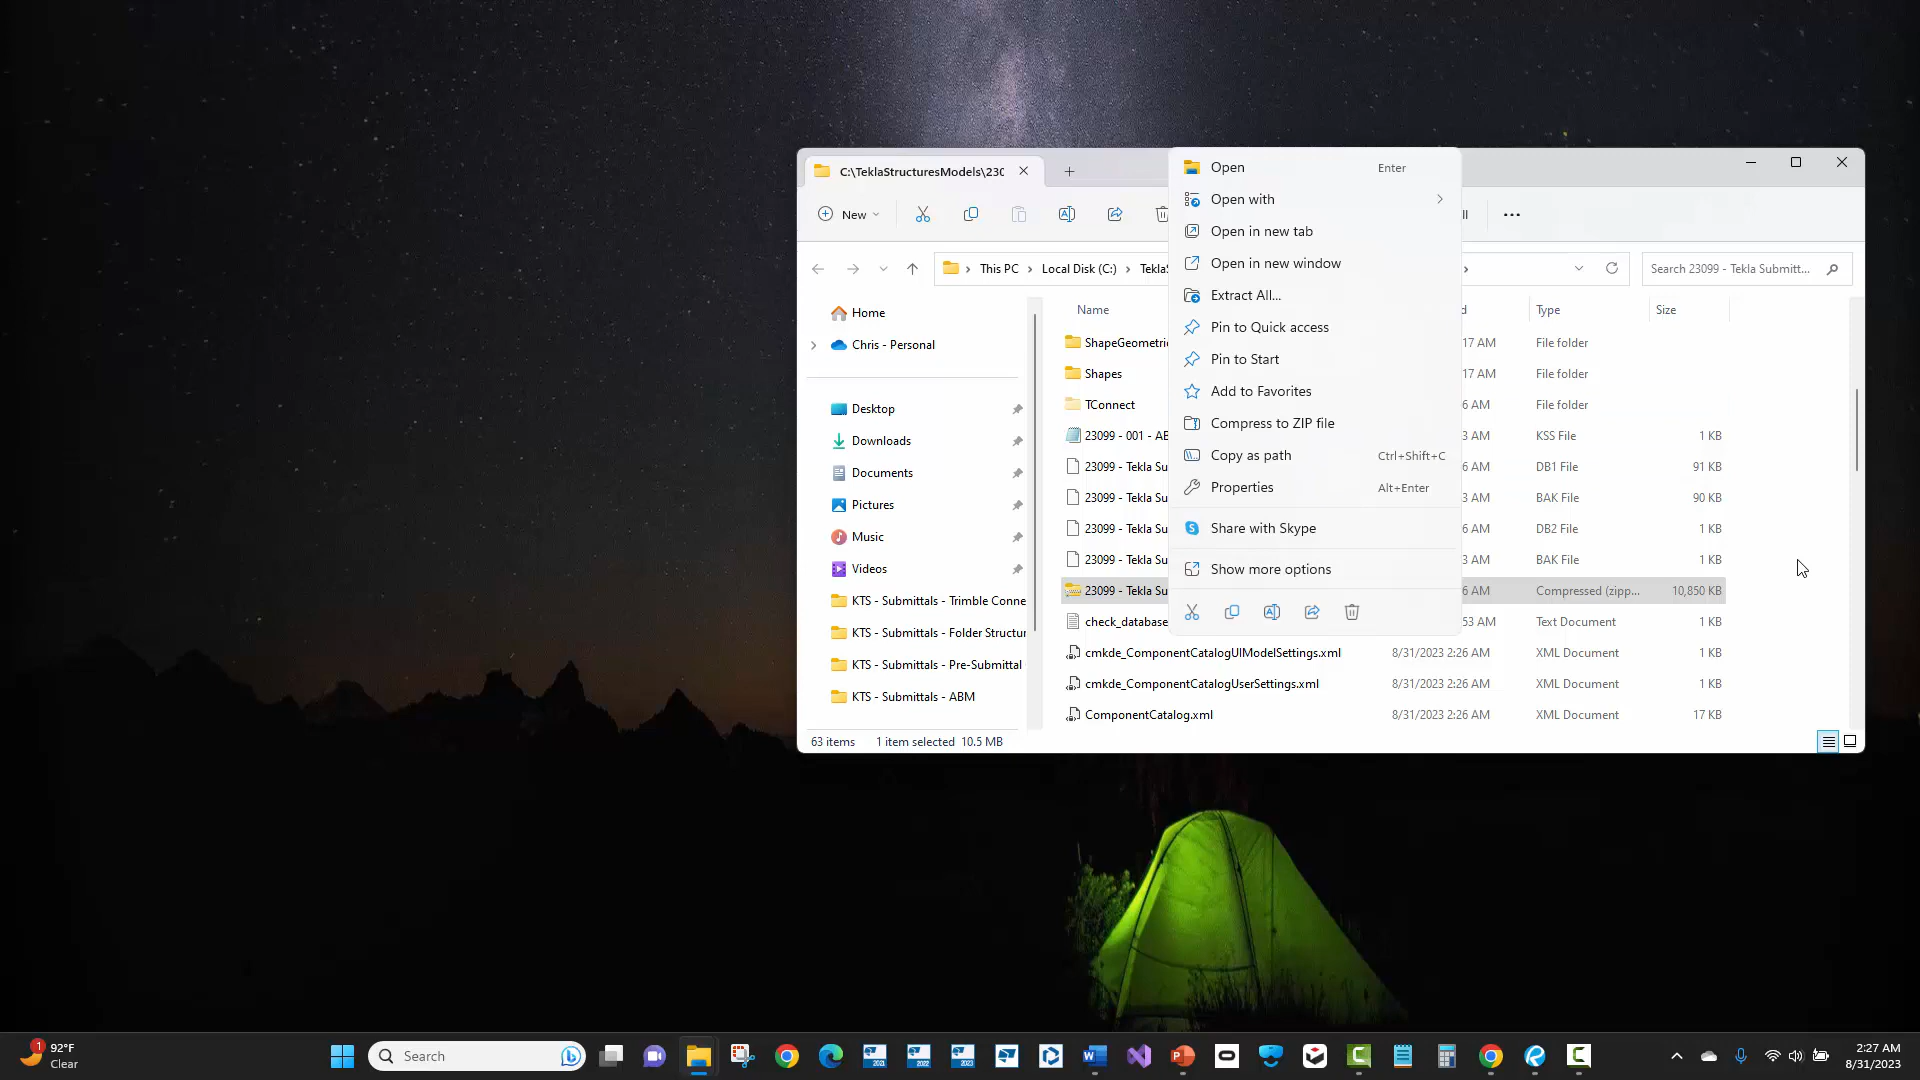 C:\TeklaStructuresModels\230
New
ll
This PC
Local Disk (C:)
Search 23099 - Tekla Submitt...
Home
Chris - Personal
Desktop
Downloads
Documents
Pictures
Music
Videos
KTS - Submittals - Trimble Conne
KTS - Submittals - Folder Structur
KTS - Submittals - Pre-Submittal
KTS - Submittals - ABM
63 items 1 item selected 10.5 MB
Name d Type Size
ShapeGeometri 17 AM File folder
Shapes 17 AM File folder
TConnect 6 AM File folder
23099 - 001 - AB 3 AM KSS File 1 KB
23099 - Tekla Su 6 AM DB1 File 91 KB
23099 - Tekla Su 3 AM BAK File 90 KB
23099 - Tekla Su 6 AM DB2 File 1 KB
23099 - Tekla Su 3 AM BAK File 1 KB
23099 - Tekla Su 6 AM Compressed (zipp... 10,850 KB
check_database 53 AM Text Document 1 KB
cmkde_ComponentCatalogUIModelSettings.xml 8/31/2023 2:26 AM XML Document 1 KB
cmkde_ComponentCatalogUserSettings.xml 8/31/2023 2:26 AM XML Document 1 KB
ComponentCatalog.xml 8/31/2023 2:26 AM XML Document 17 KB
Open Enter
Open with
Open in new tab
Open in new window
Extract All...
Pin to Quick access
Pin to Start
Add to Favorites
Compress to ZIP file
Copy as path Ctrl+Shift+C
Properties Alt+Enter
Share with Skype
Show more options
1
92°F
Clear
Search
2021
2022
2023
2:27 AM
8/31/2023